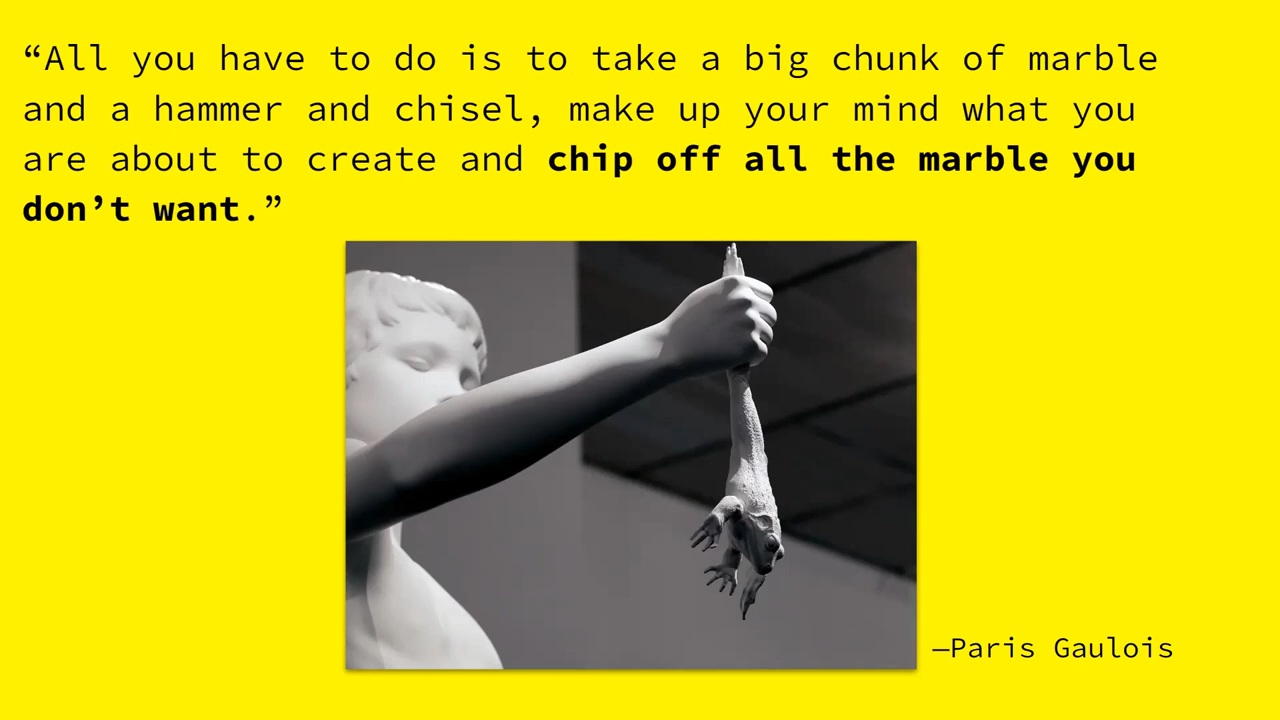 “All you have to do is to take a big chunk of marble
and a hammer and chisel, make up your mind what you
are about to create and chip off all the marble you
don’t want.”
—Paris Gaulois